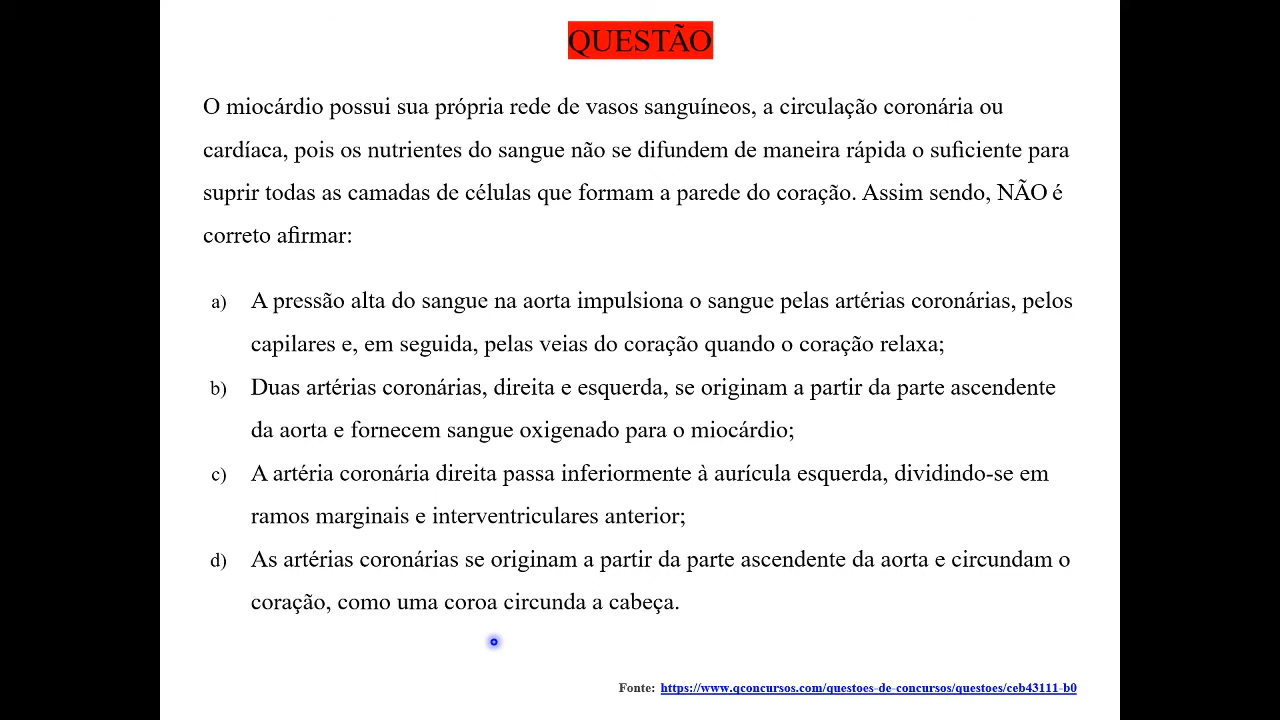 QUESTÃO
O miocárdio possui sua própria rede de vasos sanguíneos, a circulação coronária ou
cardíaca, pois os nutrientes do sangue não se difundem de maneira rápida o suficiente para
suprir todas as camadas de células que formam a parede do coração. Assim sendo, NÃO é
correto afirmar:
a) A pressão alta do sangue na aorta impulsiona o sangue pelas artérias coronárias, pelos
capilares e, em seguida, pelas veias do coração quando o coração relaxa;
b) Duas artérias coronárias, direita e esquerda, se originam a partir da parte ascendente
da aorta e fornecem sangue oxigenado para o miocárdio;
c) A artéria coronária direita passa inferiormente à aurícula esquerda, dividindo-se em
ramos marginais e interventriculares anterior;
d) As artérias coronárias se originam a partir da parte ascendente da aorta e circundam o
coração, como uma coroa circunda a cabeça.
Fonte: https://www.qconcursos.com/questoes-de-concursos/questoes/ceb43111-b0